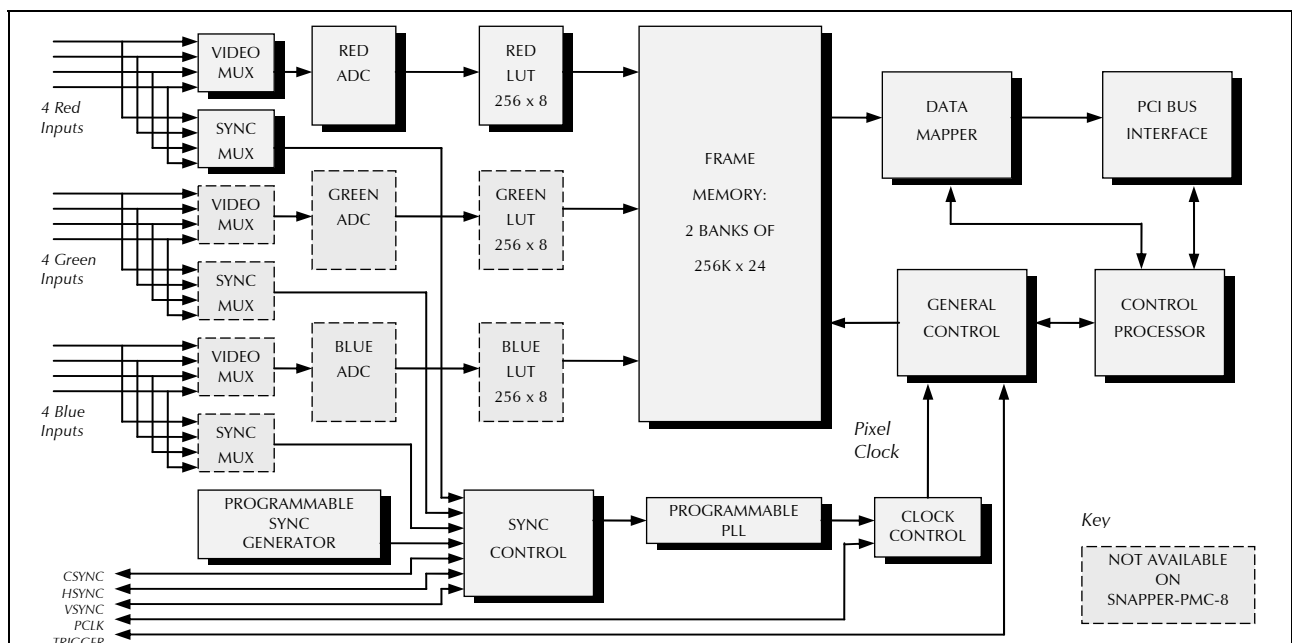 VIDEO
MUX
RED
ADC
RED
LUT
256 x 8
4 Red
Inputs
SYNC
MUX
VIDEO
MUX
GREEN
ADC
GREEN
LUT
256 x 8
4 Green
Inputs
SYNC
MUX
VIDEO
MUX
BLUE
ADC
BLUE
LUT
256 x 8
4 Blue
Inputs
SYNC
MUX
FRAME
MEMORY:
2 BANKS OF
256K x 24
DATA
MAPPER
PCI BUS
INTERFACE
GENERAL
CONTROL
CONTROL
PROCESSOR
Pixel
Clock
PROGRAMMABLE
SYNC
GENERATOR
SYNC
CONTROL
PROGRAMMABLE
PLL
CLOCK
CONTROL
CSYNC
HSYNC
VSYNC
PCLK
TRIGGER
Key
NOT AVAILABLE
ON
SNAPPER-PMC-8